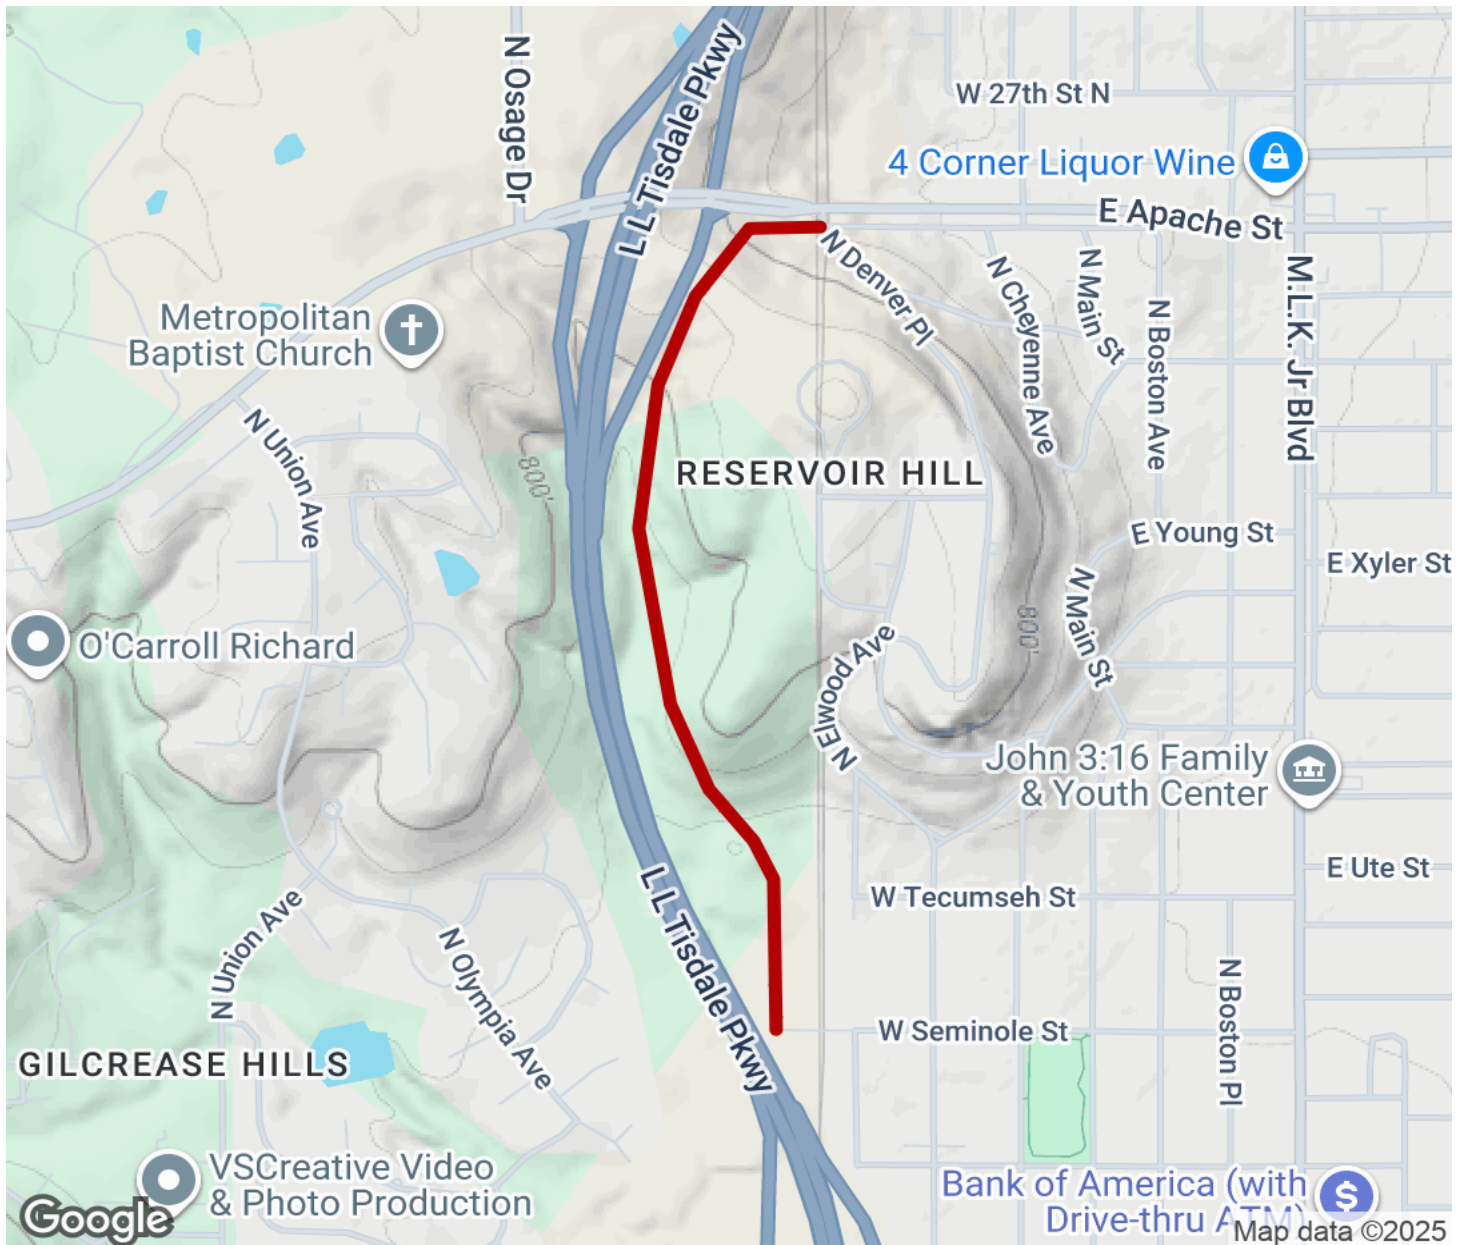 N Osage Dr
L L Tisdale Pkwy
W 27th St N
4 Corner Liquor Wine
E Apache St
N Denver Pl
N Cheyenne Ave
N Main St
N Boston Ave
M.L.K. Jr Blvd
Metropolitan
Baptist Church
N Union Ave
800'
RESERVOIR HILL
E Young St
E Xyler St
N Main St
800'
O'Carroll Richard
N Elwood Ave
John 3:16 Family
& Youth Center
E Ute St
L L Tisdale Pkwy
W Tecumseh St
N Union Ave
N Olympia Ave
N Boston Pl
W Seminole St
GILCREASE HILLS
VSCreative Video
& Photo Production
Bank of America (with
Drive-thru ATM)
Google
Map data ©2025